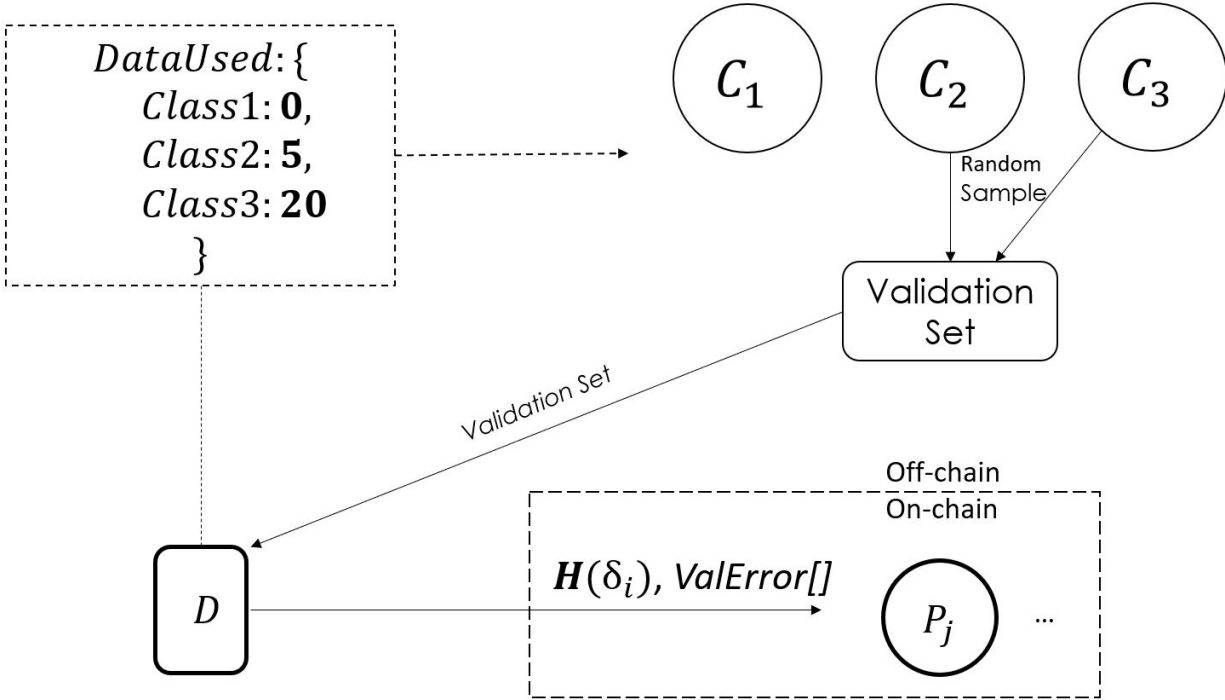 DataUsed: {
Class1: 0,
Class2: 5,
Class3: 20
}
C₁
C₂
C₃
Random
Sample
Validation
Set
Validation Set
Off-chain
On-chain
D
H(δᵢ), ValError[]
Pⱼ
...